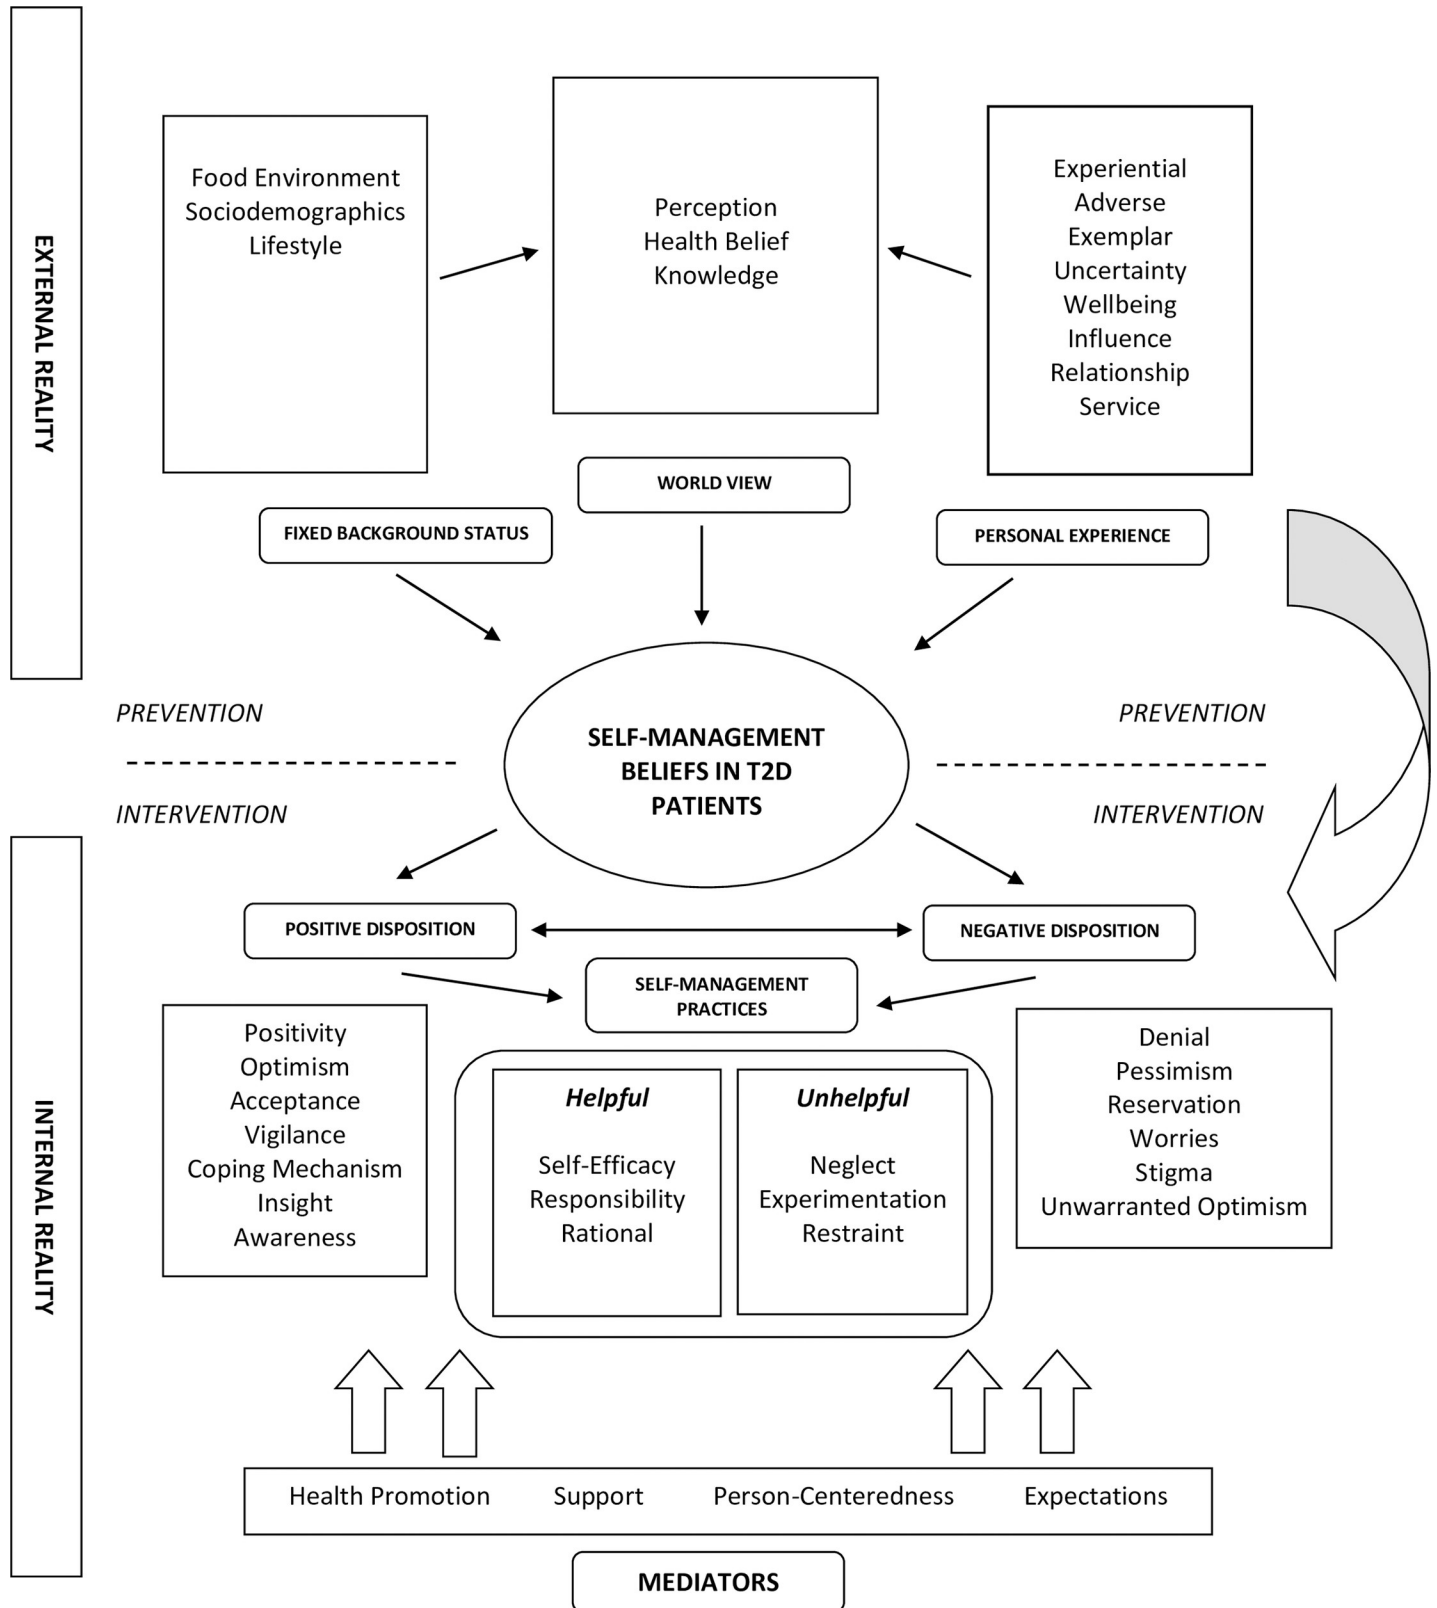 EXTERNAL REALITY
Food Environment
Sociodemographics
Lifestyle
Perception
Health Belief
Knowledge
Experiential
Adverse
Exemplar
Uncertainty
Wellbeing
Influence
Relationship
Service
WORLD VIEW
FIXED BACKGROUND STATUS
PERSONAL EXPERIENCE
PREVENTION
PREVENTION
SELF-MANAGEMENT
BELIEFS IN T2D
PATIENTS
INTERVENTION
INTERVENTION
INTERNAL REALITY
POSITIVE DISPOSITION
NEGATIVE DISPOSITION
SELF-MANAGEMENT
PRACTICES
Positivity
Optimism
Acceptance
Vigilance
Coping Mechanism
Insight
Awareness
Helpful
Self-Efficacy
Responsibility
Rational
Unhelpful
Neglect
Experimentation
Restraint
Denial
Pessimism
Reservation
Worries
Stigma
Unwarranted Optimism
Health Promotion Support Person-Centeredness Expectations
MEDIATORS